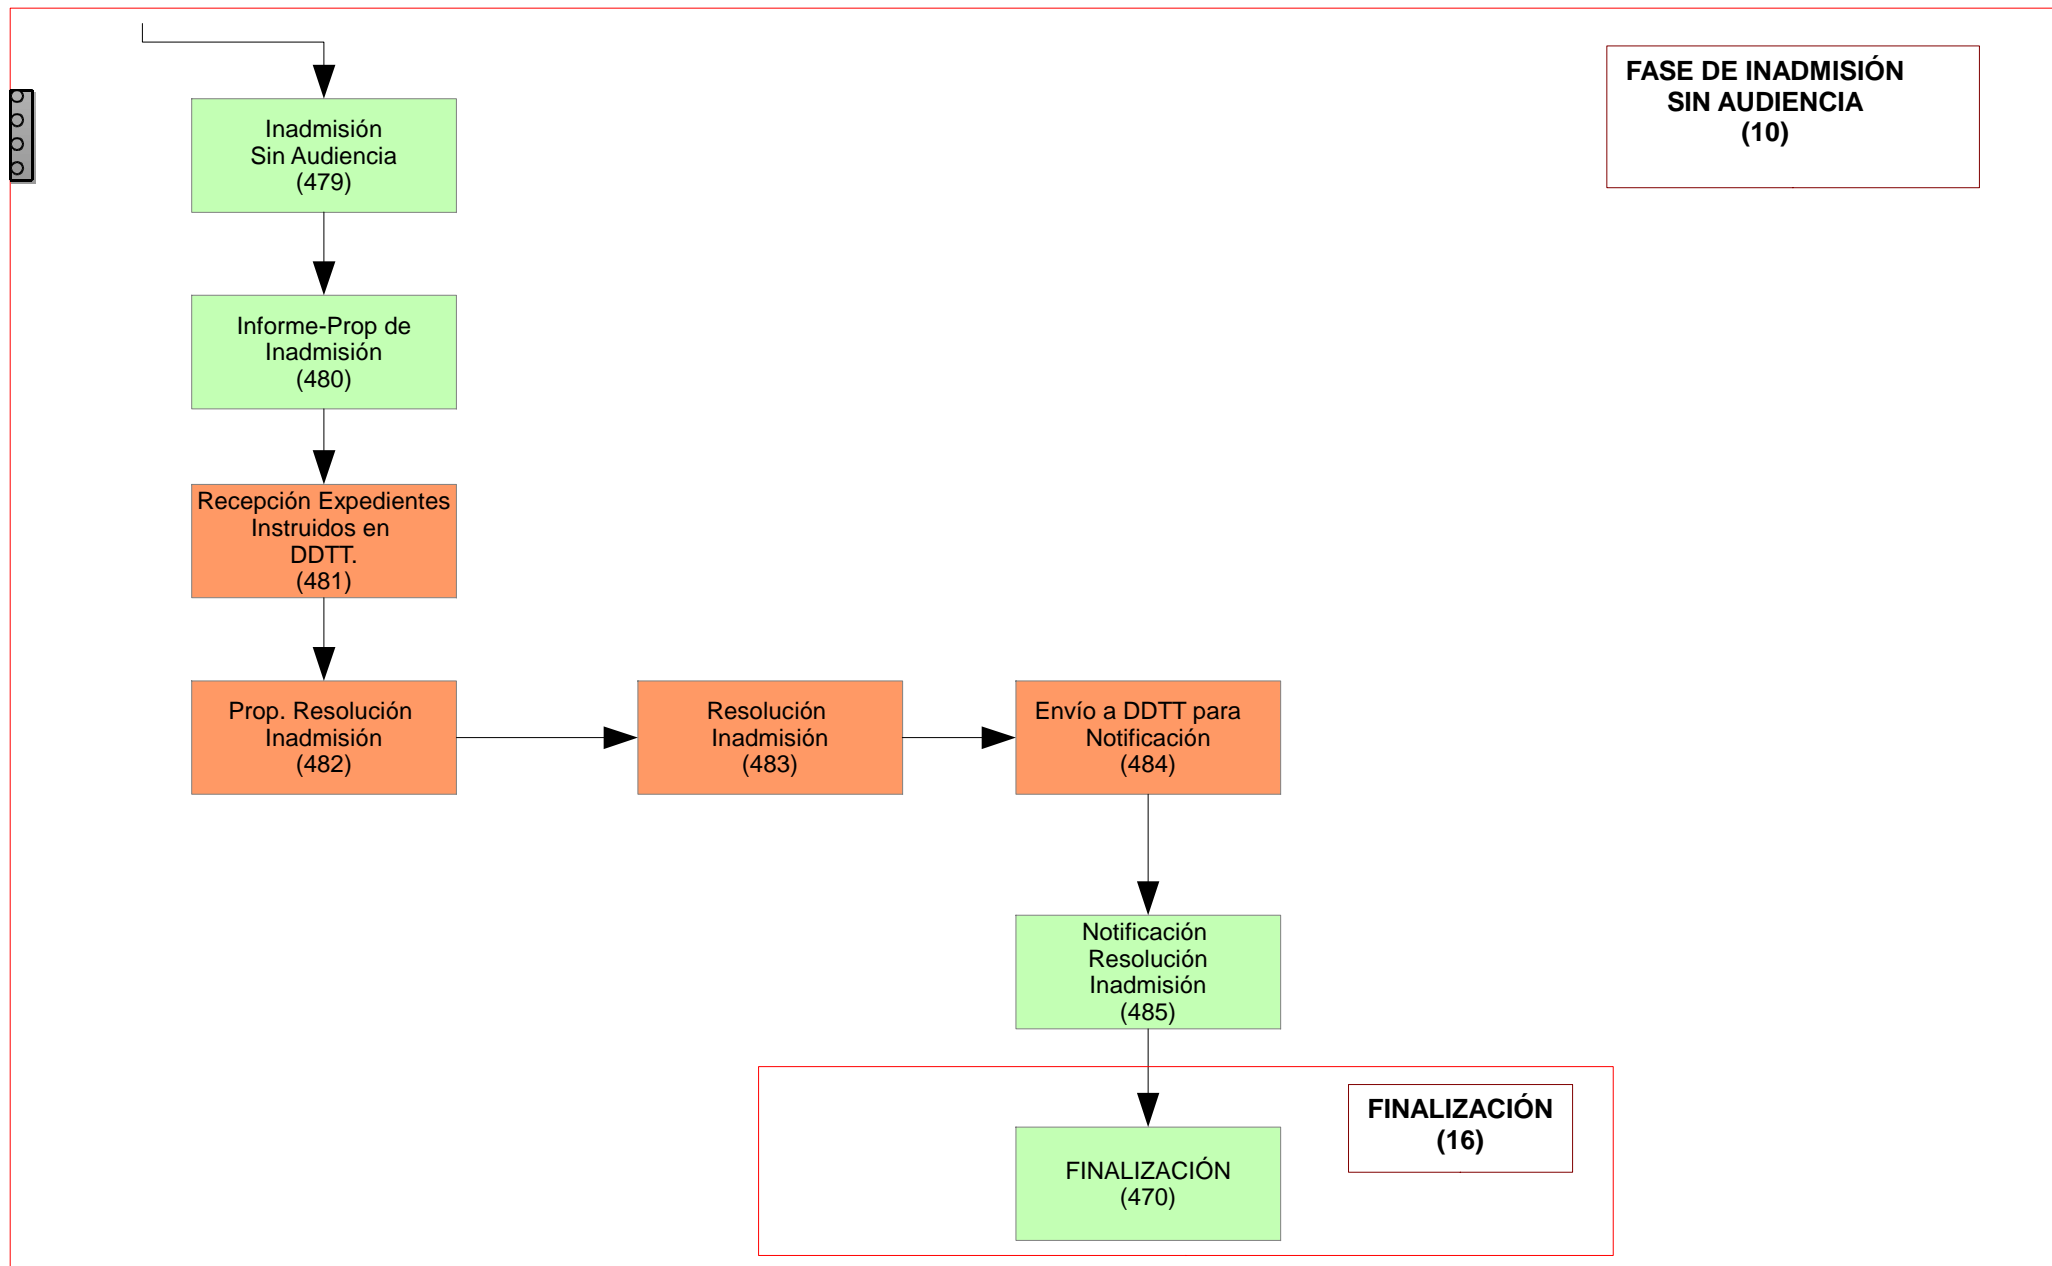 FASE DE INADMISIÓN
SIN AUDIENCIA
(10)
Inadmisión
Sin Audiencia
(479)
Informe-Prop de
Inadmisión
(480)
Recepción Expedientes
Instruidos en
DDTT.
(481)
Prop. Resolución
Inadmisión
(482)
Resolución
Inadmisión
(483)
Envío a DDTT para
Notificación
(484)
Notificación
Resolución
Inadmisión
(485)
FINALIZACIÓN
(16)
FINALIZACIÓN
(470)